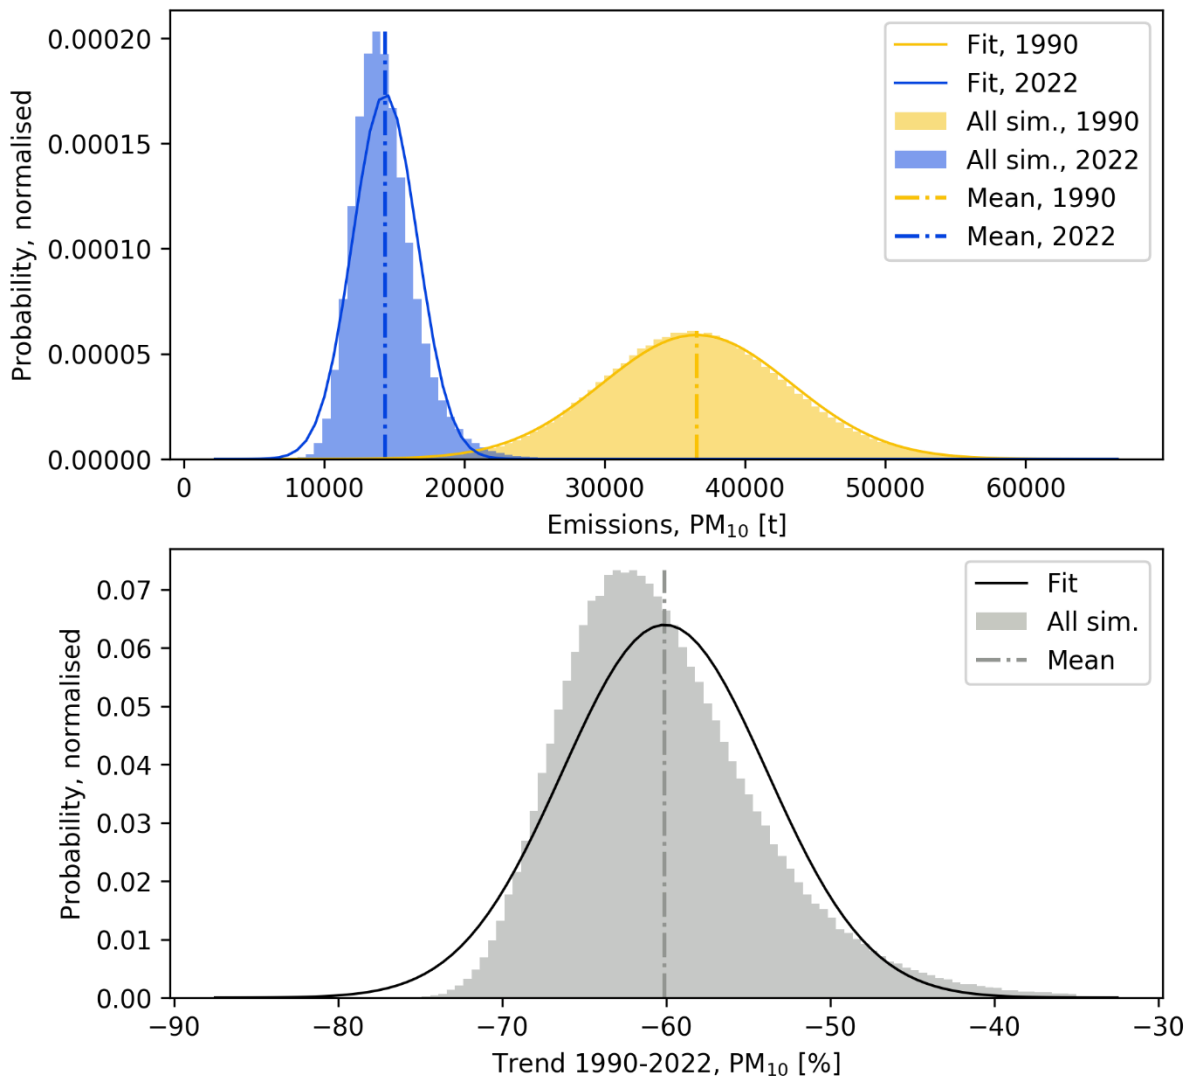 0.00020
0.00015
0.00010
0.00005
0.00000
Probability, normalised
Fit, 1990
Fit, 2022
All sim., 1990
All sim., 2022
Mean, 1990
Mean, 2022
0 10000 20000 30000 40000 50000 60000
Emissions, PM₁₀ [t]
0.07
0.06
0.05
0.04
0.03
0.02
0.01
0.00
Probability, normalised
Fit
All sim.
Mean
−90 −80 −70 −60 −50 −40 −30
Trend 1990-2022, PM₁₀ [%]